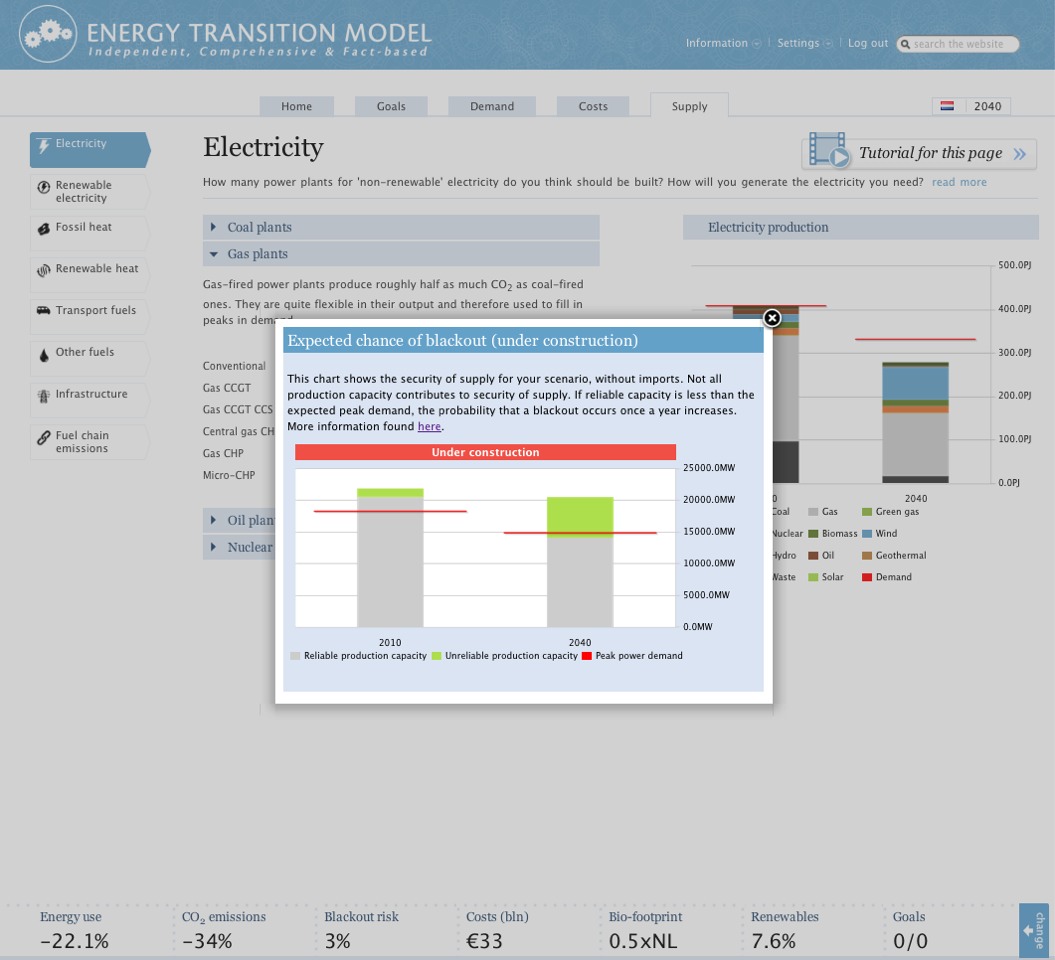 ENERGY TRANSITION MODEL
Independent, Comprehensive & Fact-based
Information | Settings | Log out search the website
Home Goals Demand Costs Supply 2040
Electricity
Renewable
electricity
Fossil heat
Renewable heat
Transport fuels
Other fuels
Infrastructure
Fuel chain
emissions
Electricity
Tutorial for this page »
How many power plants for 'non-renewable' electricity do you think should be built? How will you generate the electricity you need? read more
Coal plants
Gas plants
Gas-fired power plants produce roughly half as much CO2 as coal-fired
ones. They are quite flexible in their output and therefore used to fill in
peaks in demand
Conventional
Gas CCGT
Gas CCGT CCS
Central gas CH
Gas CHP
Micro-CHP
Oil plan
Nuclear
Electricity production
500.0PJ
400.0PJ
300.0PJ
200.0PJ
100.0PJ
0.0PJ
0 2040
Coal Gas Green gas
Nuclear Biomass Wind
Hydro Oil Geothermal
Waste Solar Demand
Expected chance of blackout (under construction)
This chart shows the security of supply for your scenario, without imports. Not all
production capacity contributes to security of supply. If reliable capacity is less than the
expected peak demand, the probability that a blackout occurs once a year increases.
More information found here.
Under construction
25000.0MW
20000.0MW
15000.0MW
10000.0MW
5000.0MW
0.0MW
2010 2040
Reliable production capacity Unreliable production capacity Peak power demand
Energy use CO2 emissions Blackout risk Costs (bln) Bio-footprint Renewables Goals
-22.1% -34% 3% €33 0.5xNL 7.6% 0/0
change